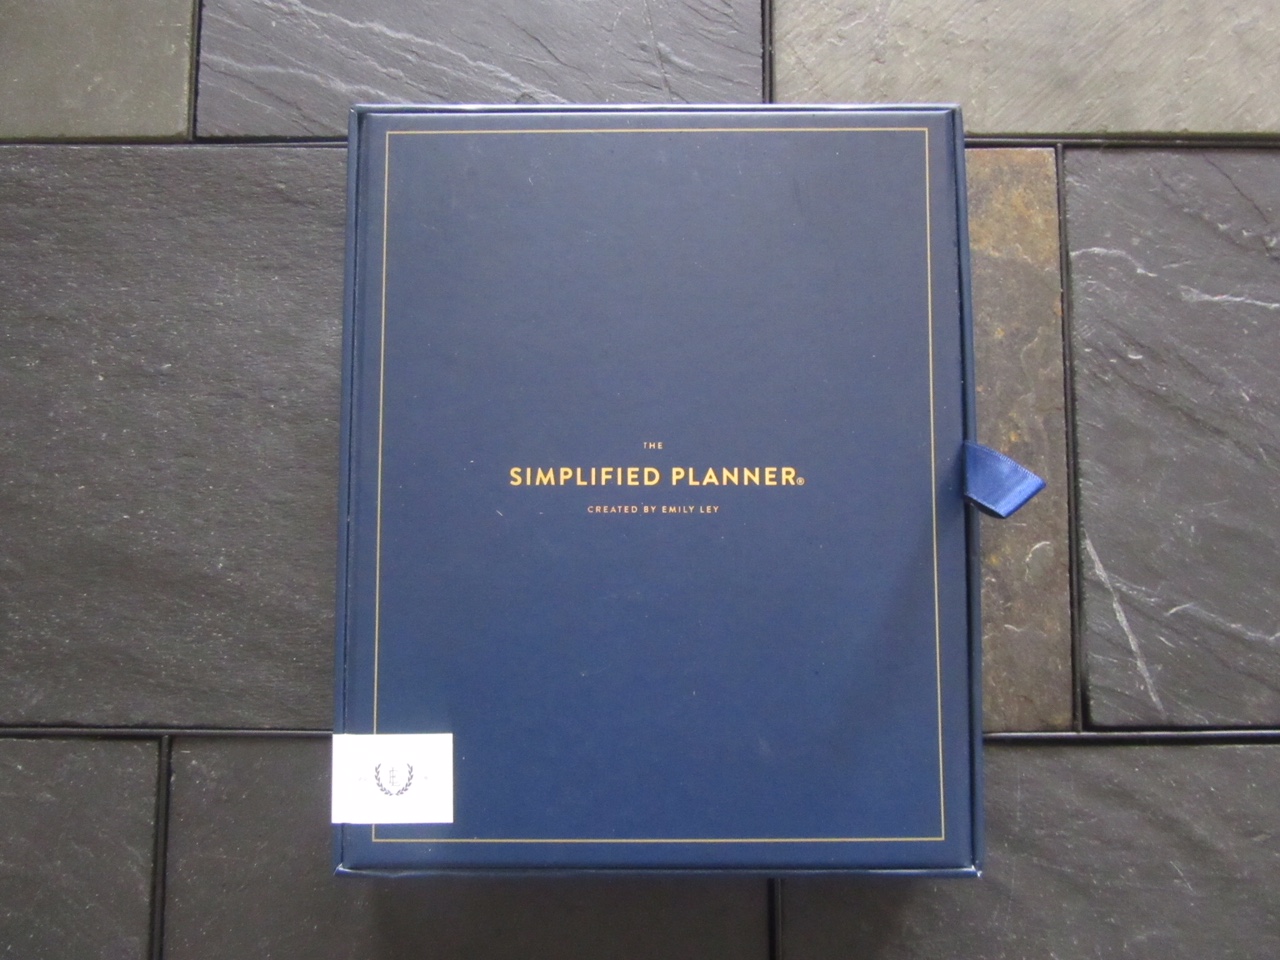 THE
SIMPLIFIED PLANNER®
CREATED BY EMILY LEY